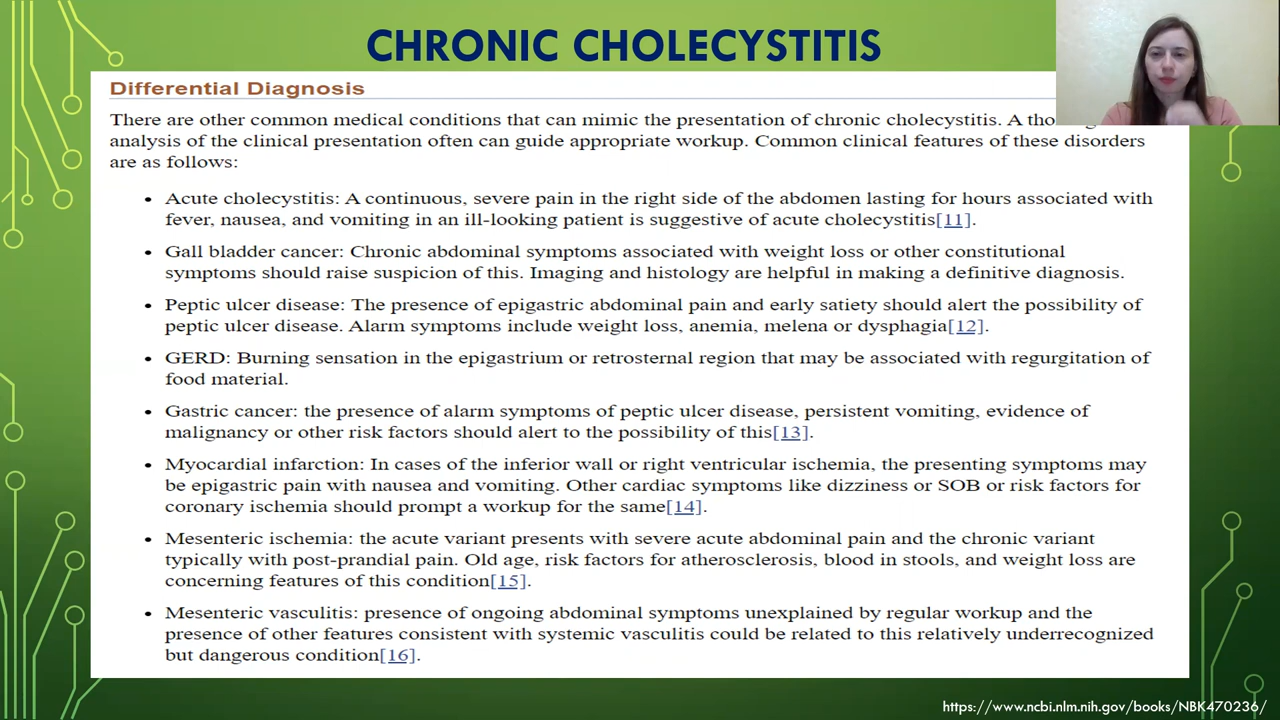 CHRONIC CHOLECYSTITIS
Differential Diagnosis
There are other common medical conditions that can mimic the presentation of chronic cholecystitis. A
analysis of the clinical presentation often can guide appropriate workup. Common clinical features of these disorders
are as follows:
• Acute cholecystitis: A continuous, severe pain in the right side of the abdomen lasting for hours associated with
fever, nausea, and vomiting in an ill-looking patient is suggestive of acute cholecystitis[11].
• Gall bladder cancer: Chronic abdominal symptoms associated with weight loss or other constitutional
symptoms should raise suspicion of this. Imaging and histology are helpful in making a definitive diagnosis.
• Peptic ulcer disease: The presence of epigastric abdominal pain and early satiety should alert the possibility of
peptic ulcer disease. Alarm symptoms include weight loss, anemia, melena or dysphagia[12].
• GERD: Burning sensation in the epigastrium or retrosternal region that may be associated with regurgitation of
food material.
• Gastric cancer: the presence of alarm symptoms of peptic ulcer disease, persistent vomiting, evidence of
malignancy or other risk factors should alert to the possibility of this[13].
• Myocardial infarction: In cases of the inferior wall or right ventricular ischemia, the presenting symptoms may
be epigastric pain with nausea and vomiting. Other cardiac symptoms like dizziness or SOB or risk factors for
coronary ischemia should prompt a workup for the same[14].
• Mesenteric ischemia: the acute variant presents with severe acute abdominal pain and the chronic variant
typically with post-prandial pain. Old age, risk factors for atherosclerosis, blood in stools, and weight loss are
concerning features of this condition[15].
• Mesenteric vasculitis: presence of ongoing abdominal symptoms unexplained by regular workup and the
presence of other features consistent with systemic vasculitis could be related to this relatively underrecognized
but dangerous condition[16].
https://www.ncbi.nlm.nih.gov/books/NBK470236/